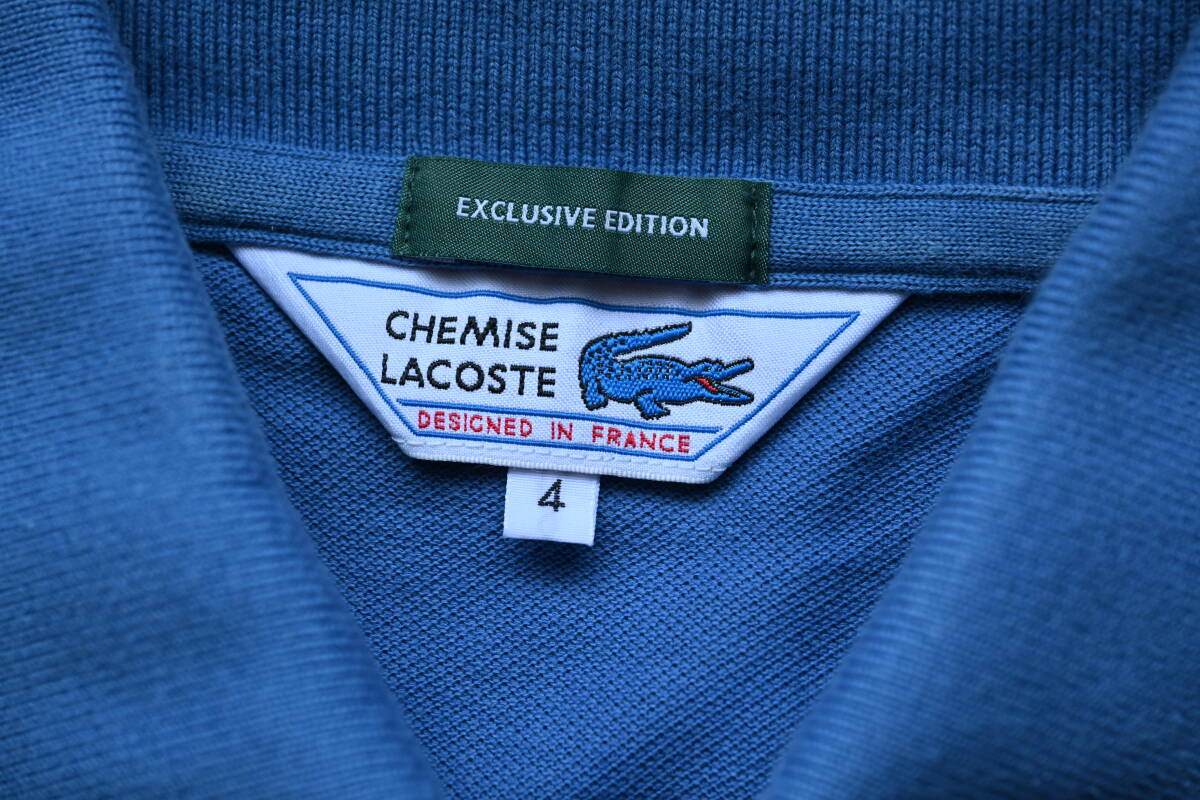 EXCLUSIVE EDITION
CHEMISE
LACOSTE
DESIGNED IN FRANCE
4